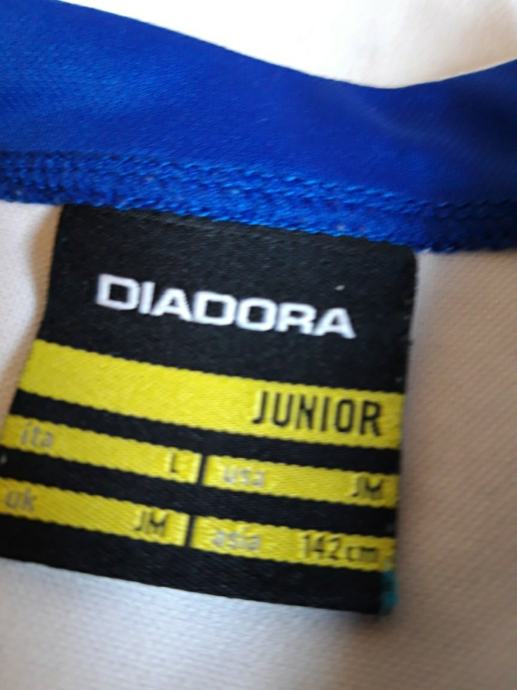 DIADORA
JUNIOR
ita L usa JM
uk JM asia 142cm